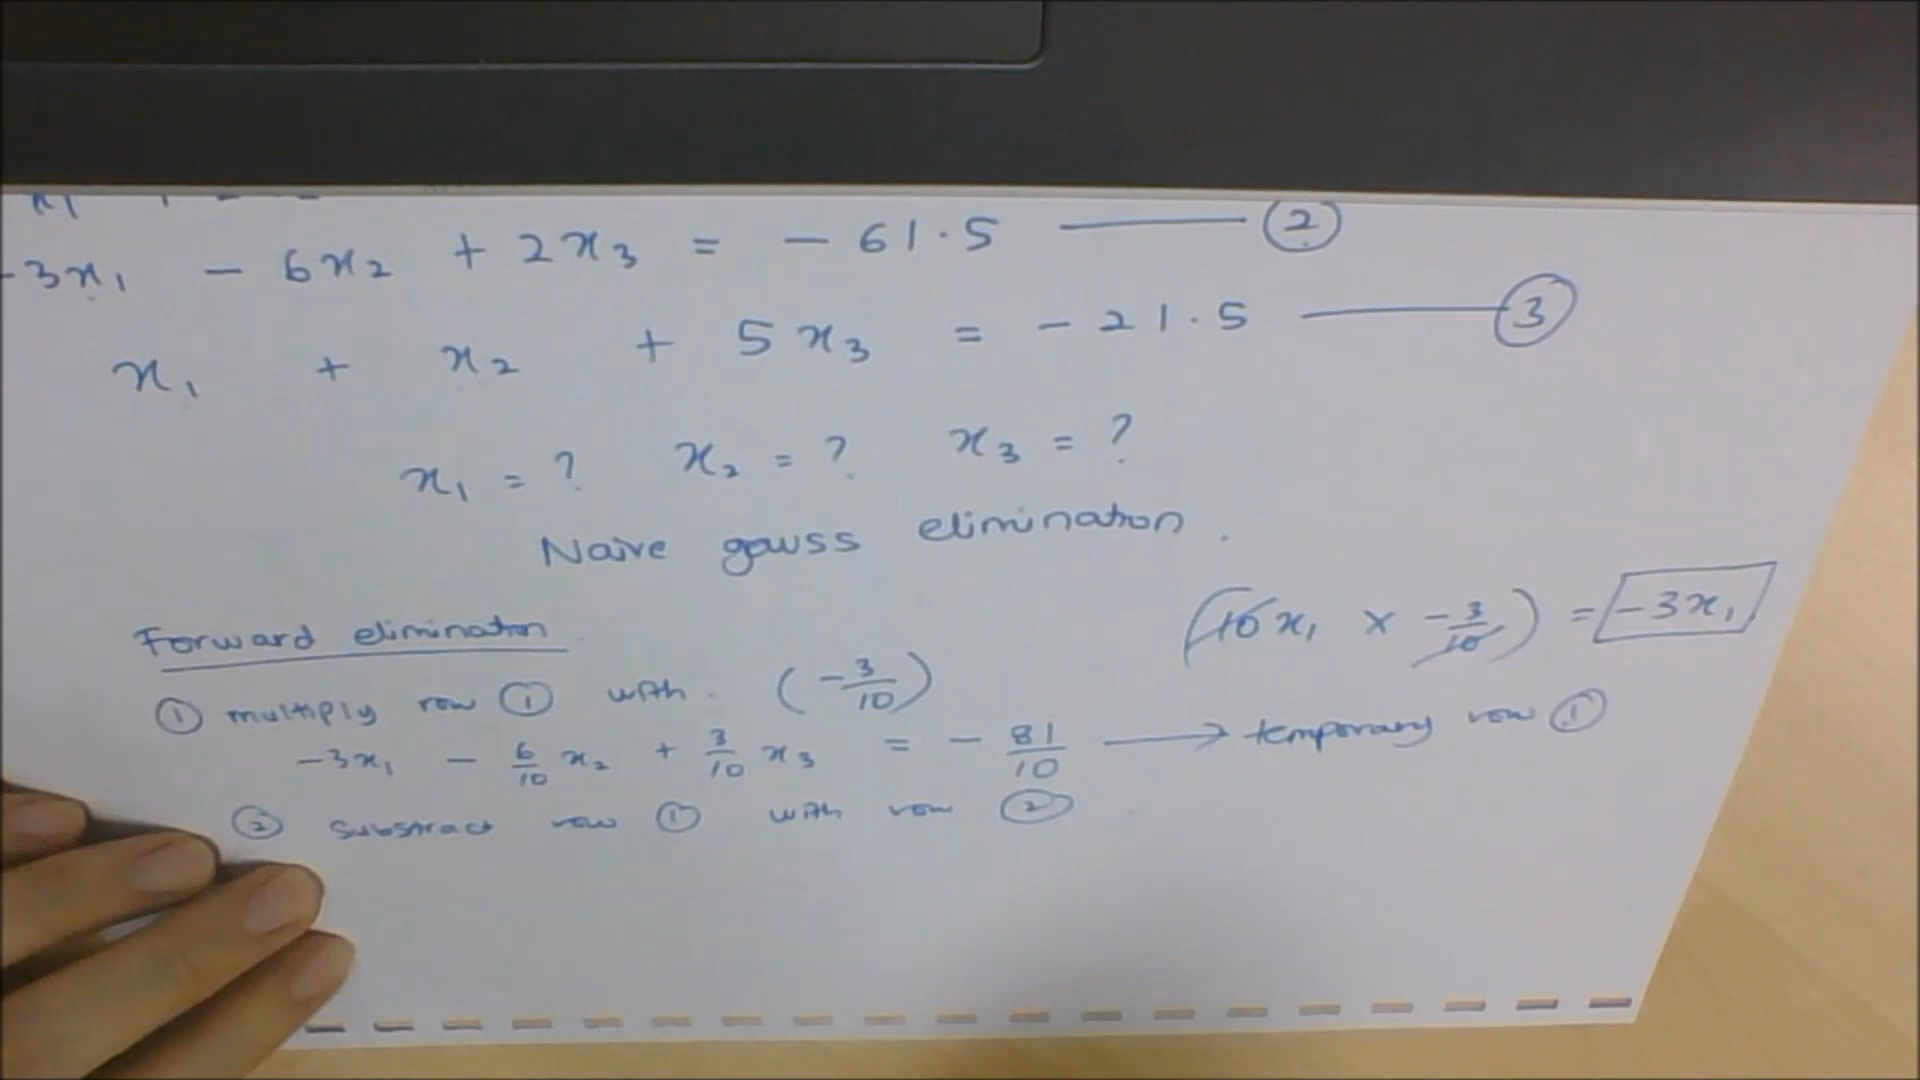 -3x₁ - 6x₂ + 2x₃ = - 61.5 —— ②
x₁ + x₂ + 5x₃ = - 21.5 —— ③
x₁ = ? x₂ = ? x₃ = ?
Naive gauss elimination.
Forward elimination
(10x₁ × -3/10) = -3x₁
① multiply row ① with. (-3/10)
-3x₁ - 6/10 x₂ + 3/10 x₃ = - 81/10 → temporary row ①
② substract row ① with row ②